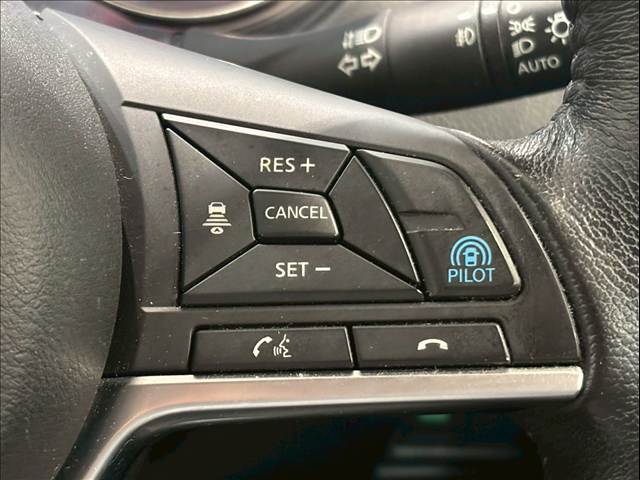 AUTO
RES +
CANCEL
SET −
PILOT